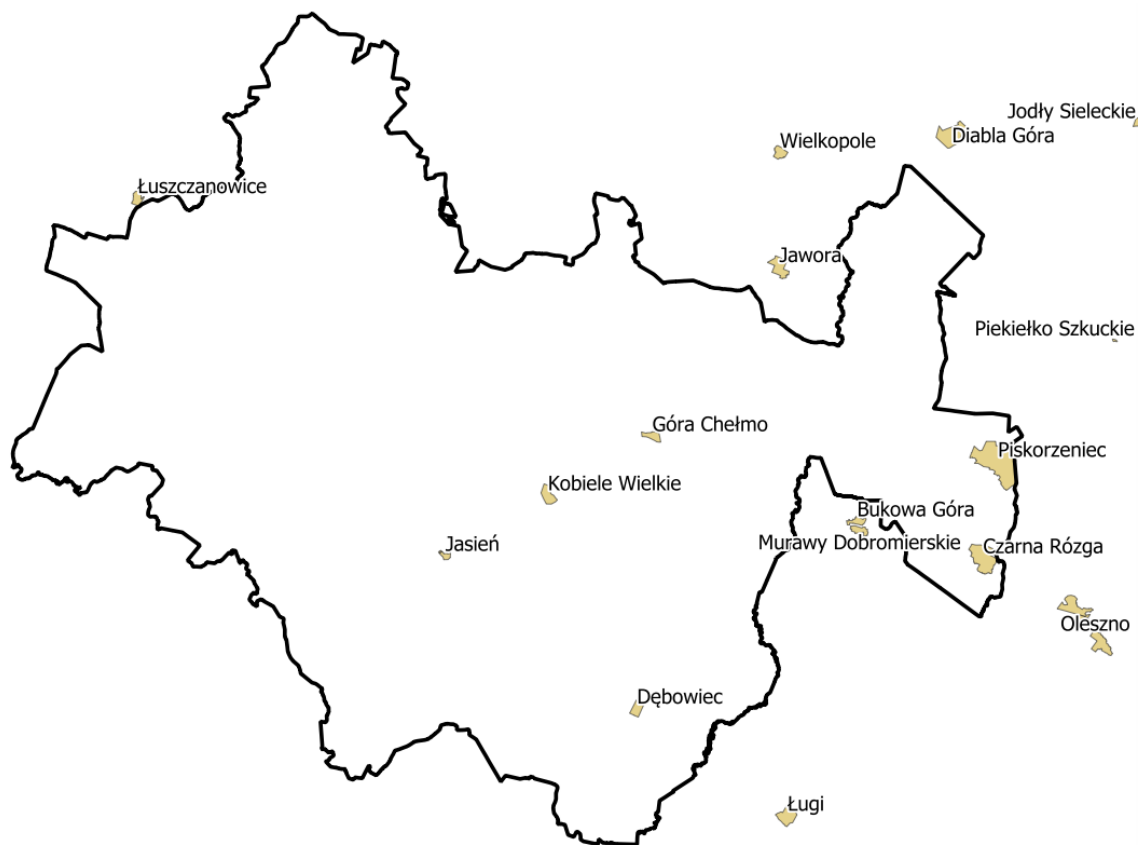 Jodły Sieleckie
Diabla Góra
Wielkopole
Łuszczanowice
Jawora
Piekiełko Szkuckie
Góra Chełmo
Piskorzeniec
Kobiele Wielkie
Bukowa Góra
Murawy Dobromierskie
Czarna Rózga
Jasień
Oleszno
Dębowiec
Ługi